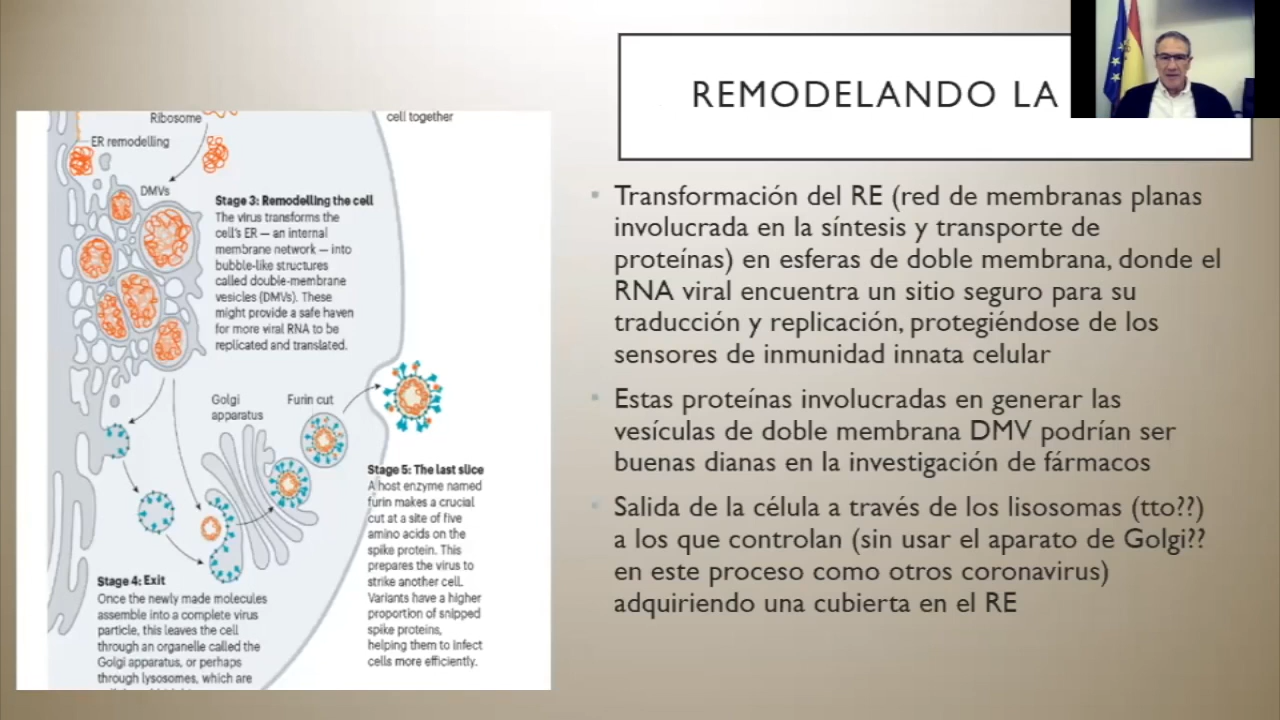 REMODELANDO LA
Ribosome
cell together
ER remodelling
DMVs
Stage 3: Remodelling the cell
The virus transforms the
cell's ER — an internal
membrane network — into
bubble-like structures
called double-membrane
vesicles (DMVs). These
might provide a safe haven
for more viral RNA to be
replicated and translated.
Golgi
apparatus
Furin cut
Stage 5: The last slice
A host enzyme named
furin makes a crucial
cut at a site of five
amino acids on the
spike protein. This
prepares the virus to
strike another cell.
Variants have a higher
proportion of snipped
spike proteins,
helping them to infect
cells more efficiently.
Stage 4: Exit
Once the newly made molecules
assemble into a complete virus
particle, this leaves the cell
through an organelle called the
Golgi apparatus, or perhaps
through lysosomes, which are
Transformación del RE (red de membranas planas
involucrada en la síntesis y transporte de
proteínas) en esferas de doble membrana, donde el
RNA viral encuentra un sitio seguro para su
traducción y replicación, protegiéndose de los
sensores de inmunidad innata celular
Estas proteínas involucradas en generar las
vesículas de doble membrana DMV podrían ser
buenas dianas en la investigación de fármacos
Salida de la célula a través de los lisosomas (tto??)
a los que controlan (sin usar el aparato de Golgi??
en este proceso como otros coronavirus)
adquiriendo una cubierta en el RE